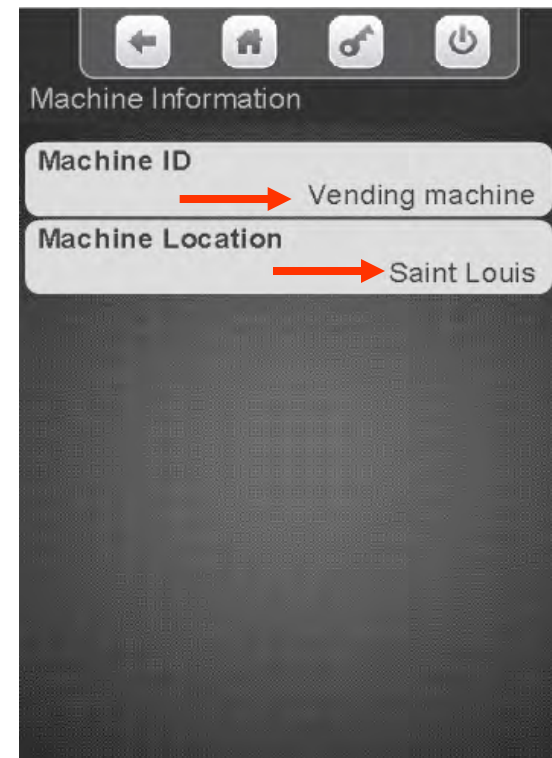 Machine Information
Machine ID
Vending machine
Machine Location
Saint Louis